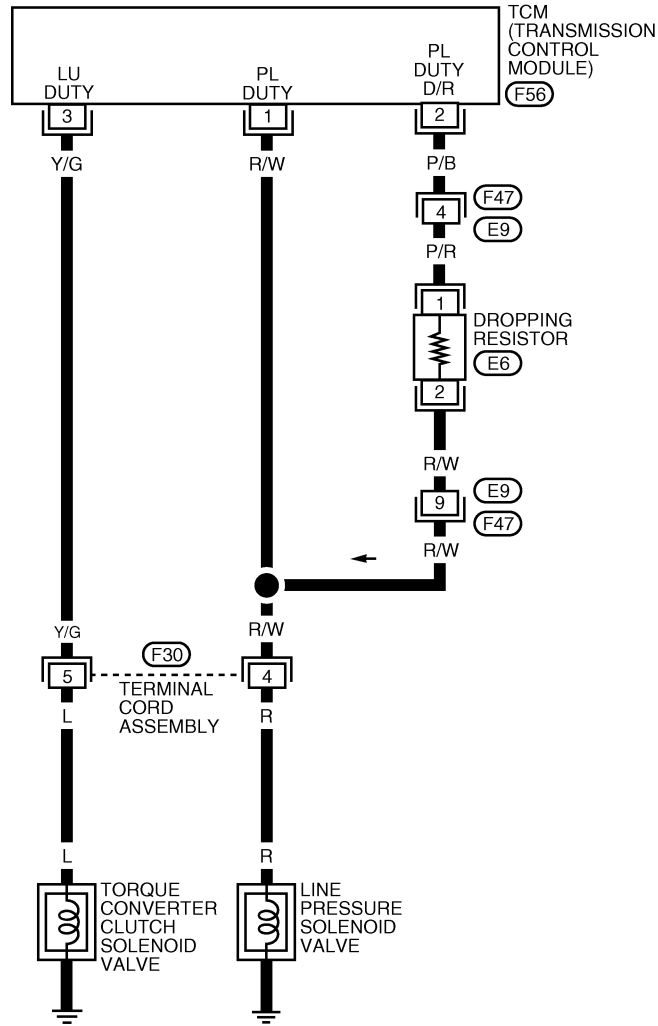 TCM
(TRANSMISSION
CONTROL
MODULE)
F56
LU
DUTY
PL
DUTY
PL
DUTY
D/R
3
1
2
Y/G
R/W
P/B
4
F47
E9
P/R
1
DROPPING
RESISTOR
E6
2
R/W
9
E9
F47
R/W
Y/G
R/W
F30
5
4
TERMINAL
CORD
ASSEMBLY
L
R
L
R
TORQUE
CONVERTER
CLUTCH
SOLENOID
VALVE
LINE
PRESSURE
SOLENOID
VALVE